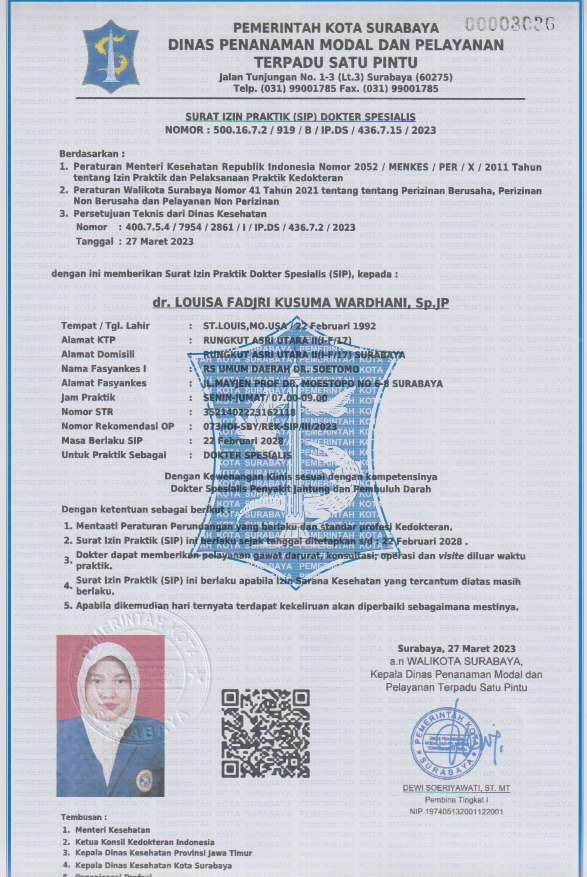 00003026
PEMERINTAH KOTA SURABAYA
DINAS PENANAMAN MODAL DAN PELAYANAN
TERPADU SATU PINTU
Jalan Tunjungan No. 1-3 (Lt.3) Surabaya (60275)
Telp. (031) 99001785 Fax. (031) 99001785
SURAT IZIN PRAKTIK (SIP) DOKTER SPESIALIS
NOMOR : 500.16.7.2 / 919 / B / IP.DS / 436.7.15 / 2023
Berdasarkan :
1. Peraturan Menteri Kesehatan Republik Indonesia Nomor 2052 / MENKES / PER / X / 2011 Tahun
tentang Izin Praktik dan Pelaksanaan Praktik Kedokteran
2. Peraturan Walikota Surabaya Nomor 41 Tahun 2021 tentang tentang Perizinan Berusaha, Perizinan
Non Berusaha dan Pelayanan Non Perizinan
3. Persetujuan Teknis dari Dinas Kesehatan
Nomor : 400.7.5.4 / 7954 / 2861 / I / IP.DS / 436.7.2 / 2023
Tanggal : 27 Maret 2023
dengan ini memberikan Surat Izin Praktik Dokter Spesialis (SIP), kepada :
dr. LOUISA FADJRI KUSUMA WARDHANI, Sp.JP
Tempat / Tgl. Lahir : ST.LOUIS,MO.USA / 22 Februari 1992
Alamat KTP : RUNGKUT ASRI UTARA II(I-F/17)
Alamat Domisili : RUNGKUT ASRI UTARA II(I-F/17) SURABAYA
Nama Fasyankes I : RS UMUM DAERAH DR. SOETOMO
Alamat Fasyankes : JL.MAYJEN PROF DR. MOESTOPO NO 6-8 SURABAYA
Jam Praktik : SENIN-JUMAT/ 07.00-09.00
Nomor STR : 3521402223162118
Nomor Rekomendasi OP : 073/IDI-SBY/REK-SIP/III/2023
Masa Berlaku SIP : 22 Februari 2028
Untuk Praktik Sebagai : DOKTER SPESIALIS
Dengan Kewenangan Klinis sesuai dengan kompetensinya
Dokter Spesialis Penyakit Jantung dan Pembuluh Darah
Dengan ketentuan sebagai berikut :
1. Mentaati Peraturan Perundangan yang berlaku dan standar profesi Kedokteran.
2. Surat Izin Praktik (SIP) ini berlaku sejak tanggal ditetapkan s/d : 22 Februari 2028 .
3. Dokter dapat memberikan pelayanan gawat darurat, konsultasi, operasi dan visite diluar waktu
praktik.
4. Surat Izin Praktik (SIP) ini berlaku apabila Izin Sarana Kesehatan yang tercantum diatas masih
berlaku.
5. Apabila dikemudian hari ternyata terdapat kekeliruan akan diperbaiki sebagaimana mestinya.
PEMERINTAH KOTA
SURABAYA
Surabaya, 27 Maret 2023
a.n WALIKOTA SURABAYA,
Kepala Dinas Penanaman Modal dan
Pelayanan Terpadu Satu Pintu
PEMERINTAH KOTA
SURABAYA
DEWI SOERIYAWATI, ST. MT
Pembina Tingkat I
NIP.197405132001122001
Tembusan :
1. Menteri Kesehatan
2. Ketua Konsil Kedokteran Indonesia
3. Kepala Dinas Kesehatan Provinsi Jawa Timur
4. Kepala Dinas Kesehatan Kota Surabaya
5. Organisasi Profesi